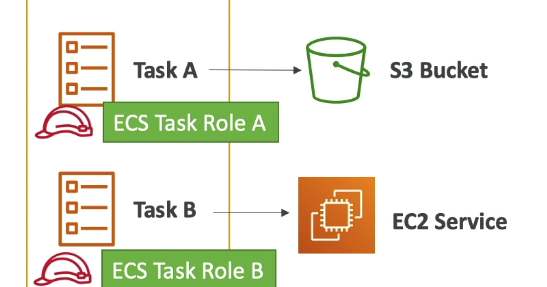 Task A
S3 Bucket
ECS Task Role A
Task B
EC2 Service
ECS Task Role B